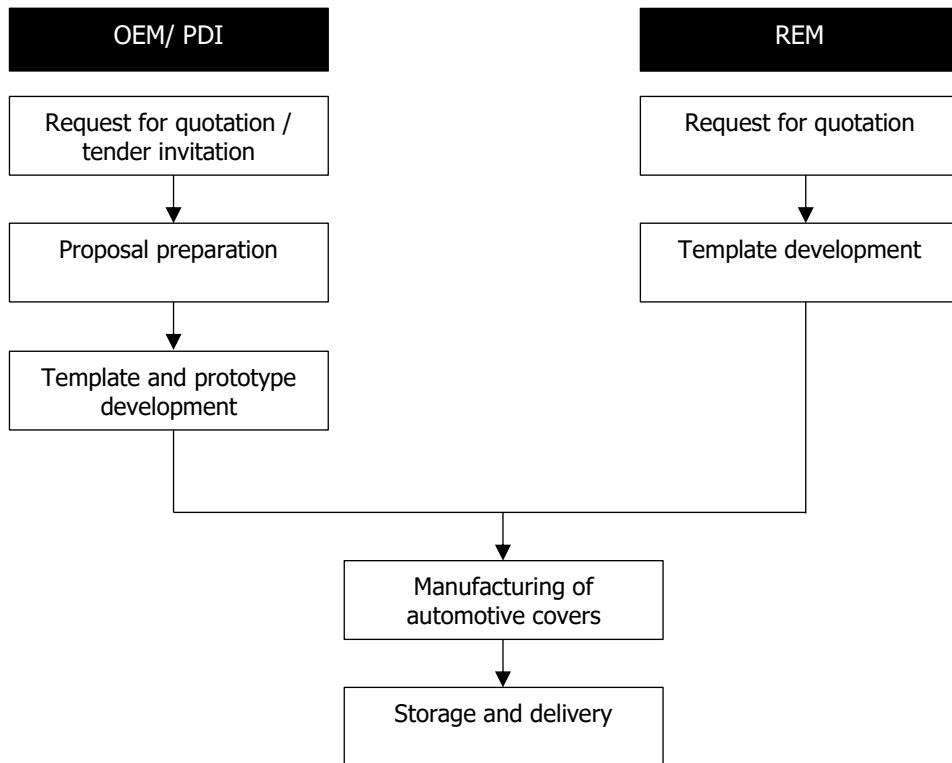 OEM/ PDI
REM
Request for quotation /
tender invitation
Request for quotation
Proposal preparation
Template development
Template and prototype
development
Manufacturing of
automotive covers
Storage and delivery